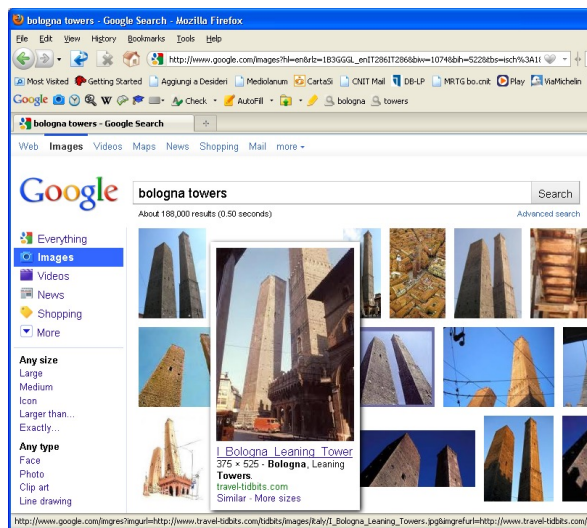 bologna towers - Google Search - Mozilla Firefox
File Edit View History Bookmarks Tools Help
http://www.google.com/images?hl=en&rlz=1B3GGGL_enIT286IT286&biw=1074&bih=522&tbs=isch%3A1
Most Visited Getting Started Aggiungi a Desideri Mediolanum CartaSi CNIT Mail DB-LP MRTG bo.cnit Play ViaMichelin
Google Check AutoFill bologna towers
bologna towers - Google Search
Web Images Videos Maps News Shopping Mail more
Google bologna towers Search
About 188,000 results (0.50 seconds) Advanced search
Everything
Images
Videos
News
Shopping
More
Any size
Large
Medium
Icon
Larger than...
Exactly...
Any type
Face
Photo
Clip art
Line drawing
I_Bologna_Leaning_Tower
375 × 525 - Bologna, Leaning
Towers.
travel-tidbits.com
Similar - More sizes
http://www.google.com/imgres?imgurl=http://www.travel-tidbits.com/tidbits/images/italy/I_Bologna_Leaning_Towers.jpg&imgrefurl=http://www.travel-tidbits.com